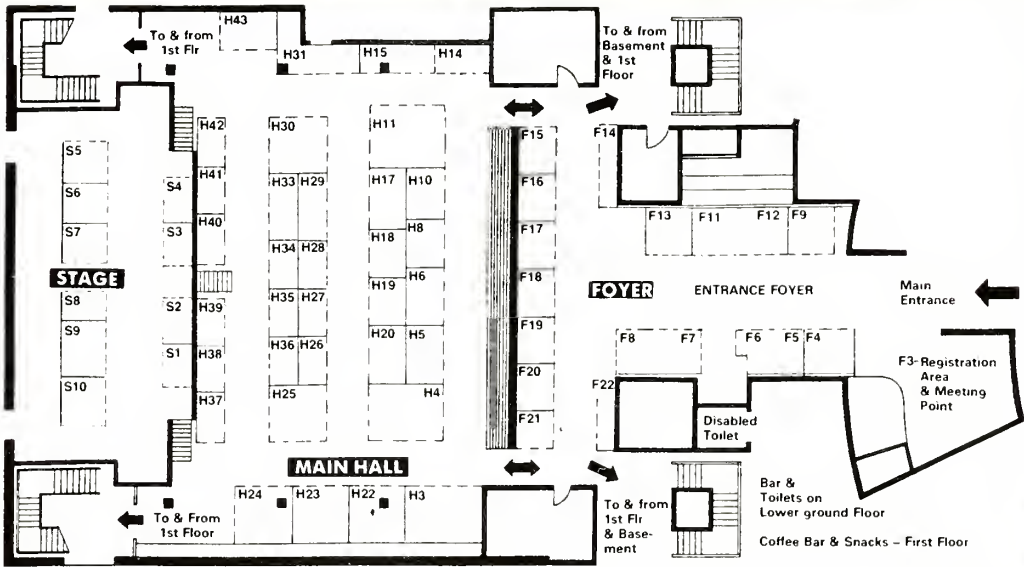 H43
To & from
1st Flr
H31
H15
H14
To & from
Basement
& 1st
Floor
H42
H30
H11
F15
F14
S5
H41
H33
H29
H17
H10
F16
S6
S4
F13
F11
F12
F9
S7
S3
H40
H18
H8
F17
H34
H28
STAGE
H19
H6
F18
FOYER
ENTRANCE FOYER
Main
Entrance
S8
S2
H39
H35
H27
S9
H20
H5
F19
F8
F7
F6
F5
F4
S1
H38
H36
H26
F3-Registration
Area
& Meeting
Point
S10
H37
H25
H4
F20
F22
F21
Disabled
Toilet
MAIN HALL
H24
H23
H22
H3
To & From
1st Floor
To & from
1st Flr
& Base-
ment
Bar &
Toilets on
Lower ground Floor
Coffee Bar & Snacks – First Floor